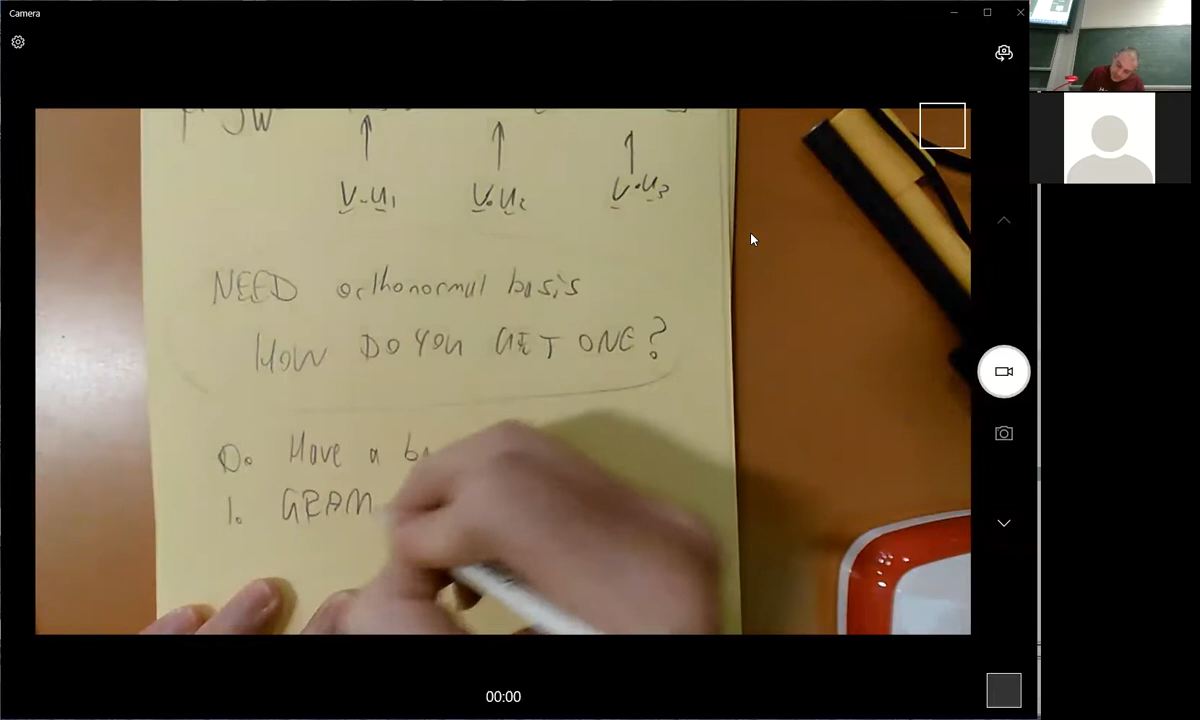 Camera
V·U1 V·U2 V·U3
NEED orthonormal basis
HOW DO YOU GET ONE?
0. Have a
1. GRAM
00:00